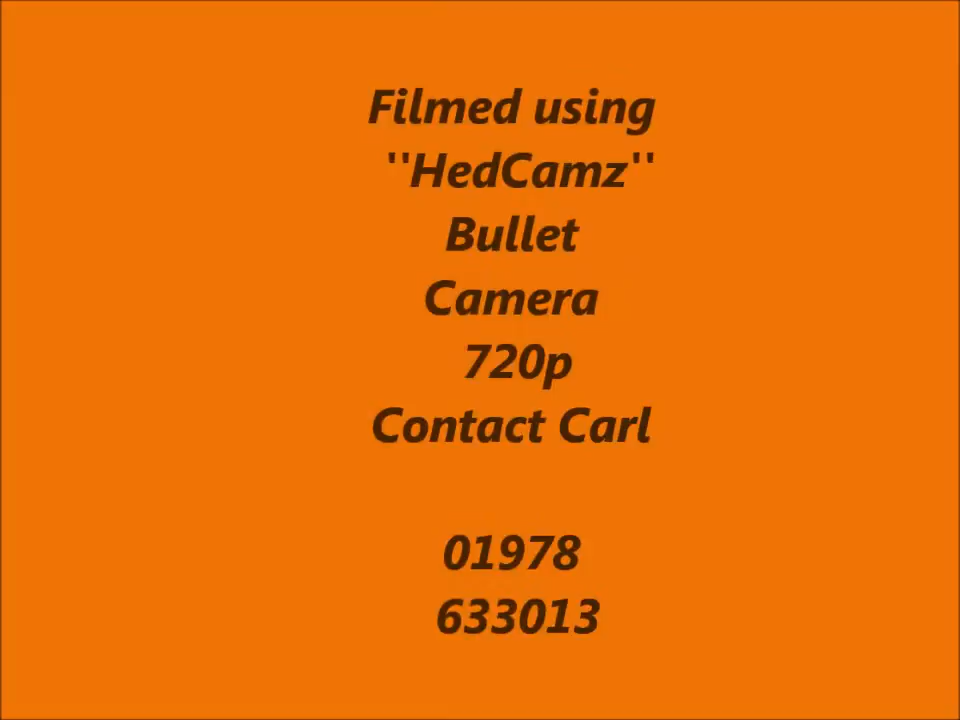 Filmed using
''HedCamz''
Bullet
Camera
720p
Contact Carl
01978
633013